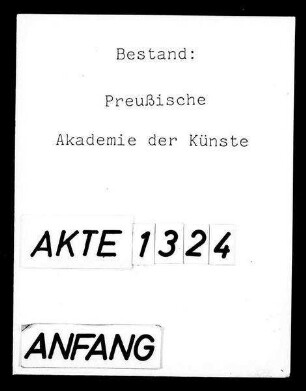 Bestand:
Preußische
Akademie der Künste
AKTE 1324
ANFANG